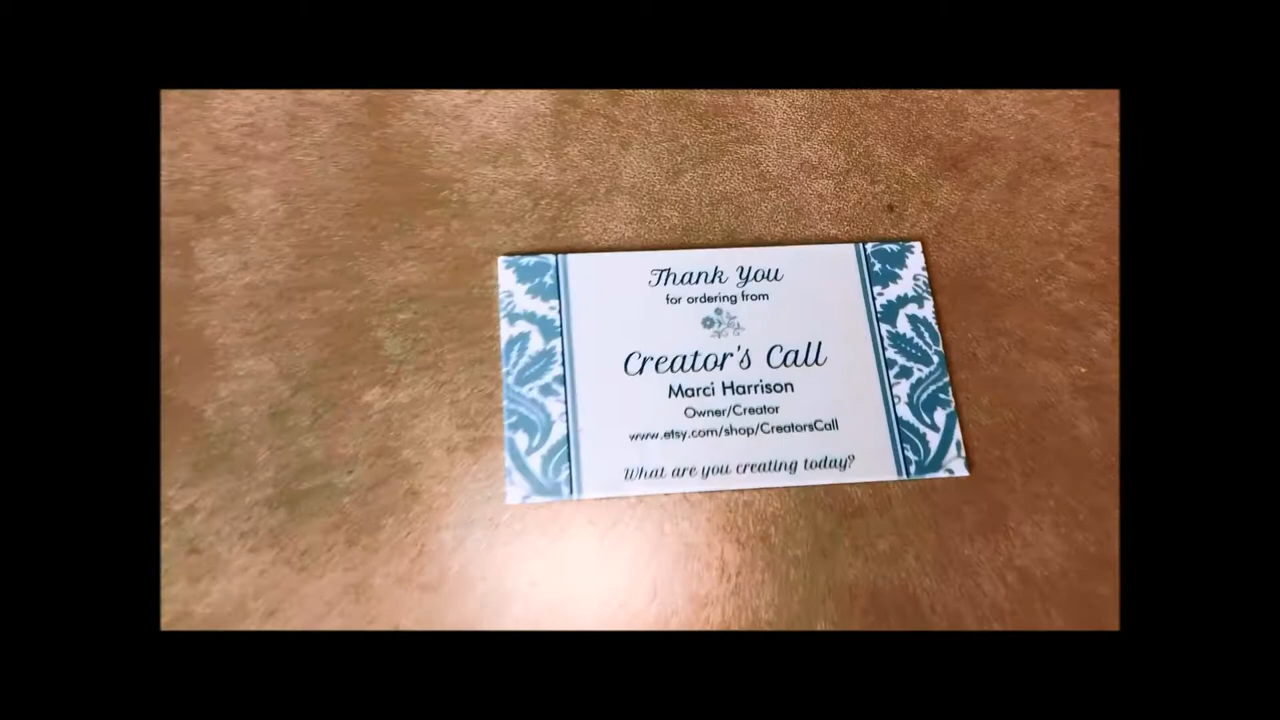 Thank You
for ordering from
Creator's Call
Marci Harrison
Owner/Creator
www.etsy.com/shop/CreatorsCall
What are you creating today?